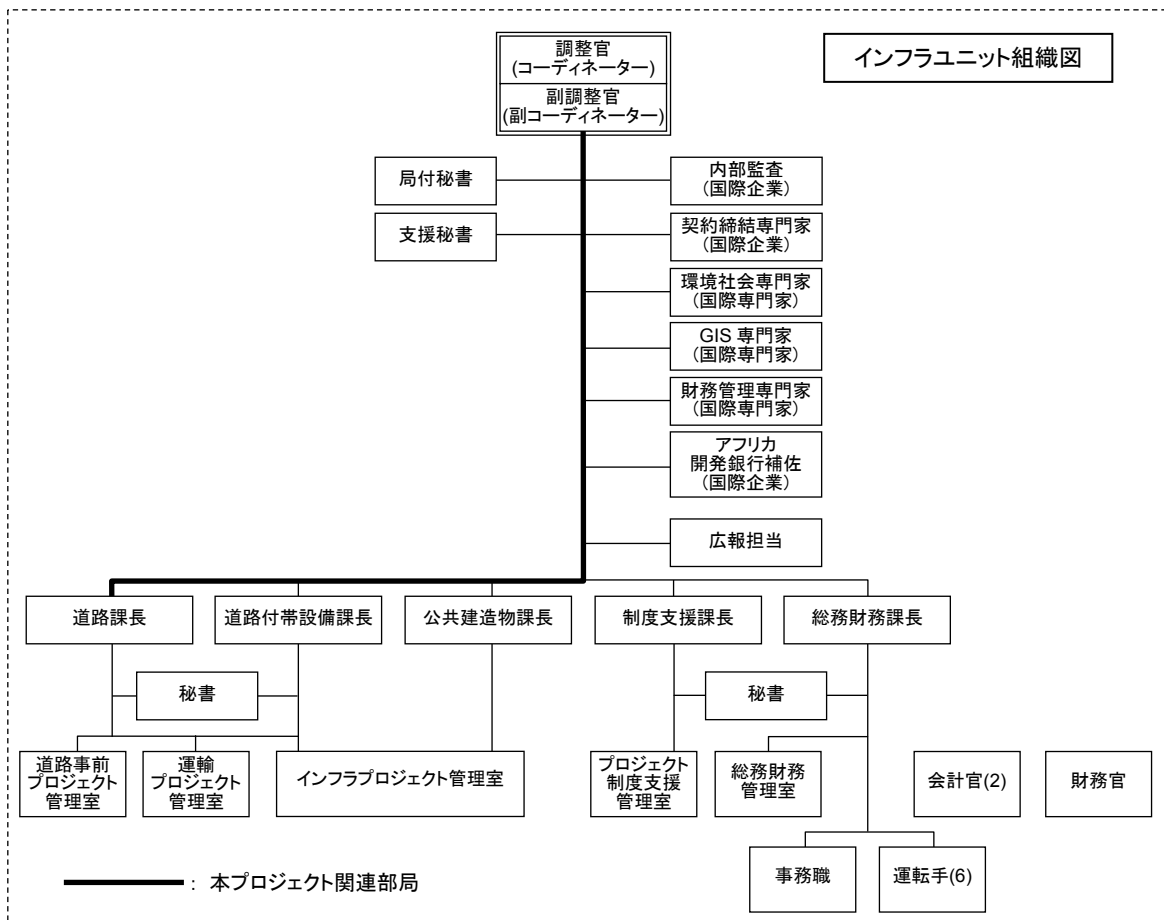 インフラユニット組織図
調整官
(コーディネーター)
副調整官
(副コーディネーター)
局付秘書
内部監査
(国際企業)
支援秘書
契約締結専門家
(国際企業)
環境社会専門家
(国際専門家)
GIS 専門家
(国際専門家)
財務管理専門家
(国際専門家)
アフリカ
開発銀行補佐
(国際企業)
広報担当
道路課長
道路付帯設備課長
公共建造物課長
制度支援課長
総務財務課長
秘書
秘書
道路事前
プロジェクト
管理室
運輸
プロジェクト
管理室
インフラプロジェクト管理室
プロジェクト
制度支援
管理室
総務財務
管理室
会計官(2)
財務官
事務職
運転手(6)
: 本プロジェクト関連部局